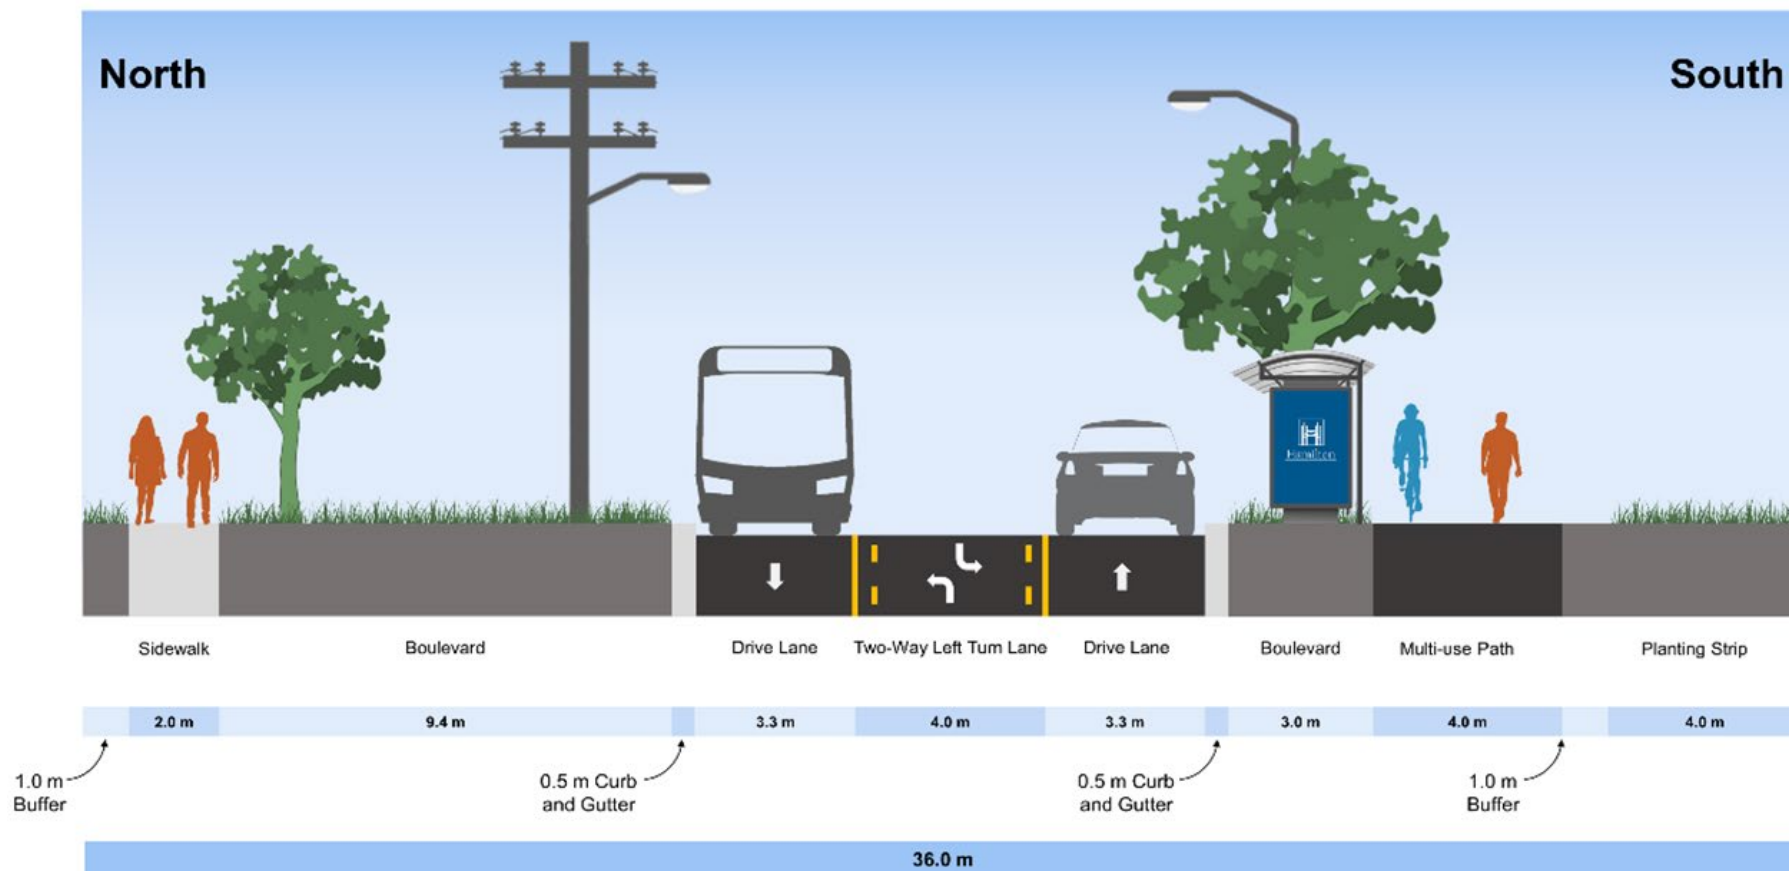 North
South
Hamilton
Sidewalk
Boulevard
Drive Lane
Two-Way Left Turn Lane
Drive Lane
Boulevard
Multi-use Path
Planting Strip
2.0 m
9.4 m
3.3 m
4.0 m
3.3 m
3.0 m
4.0 m
4.0 m
1.0 m
Buffer
0.5 m Curb
and Gutter
0.5 m Curb
and Gutter
1.0 m
Buffer
36.0 m